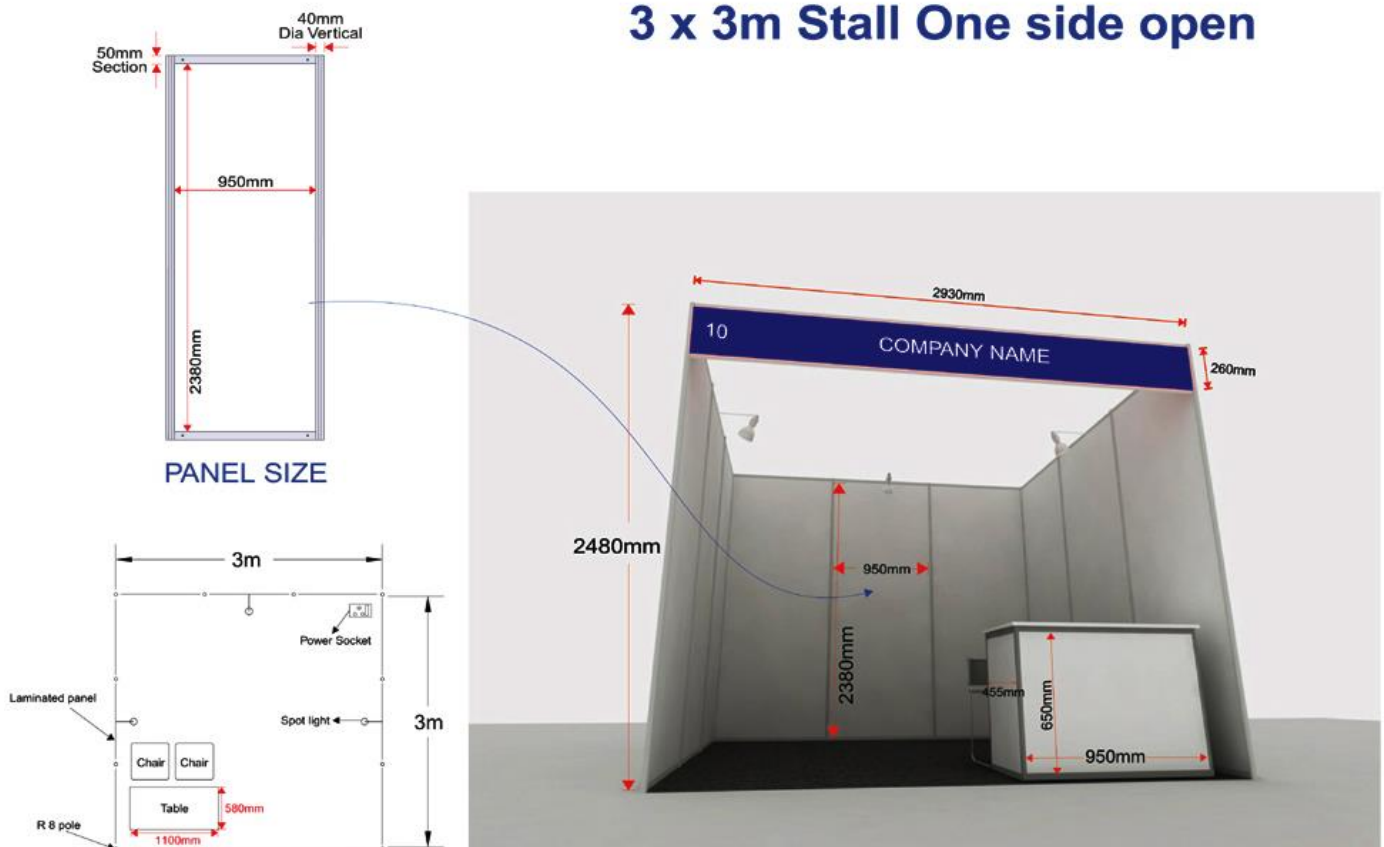 3 x 3m Stall One side open
40mm
Dia Vertical
50mm
Section
950mm
2380mm
PANEL SIZE
2930mm
10
COMPANY NAME
260mm
2480mm
950mm
2380mm
455mm
650mm
950mm
3m
Power Socket
Laminated panel
Spot light
3m
Chair
Chair
Table
580mm
R 8 pole
1100mm